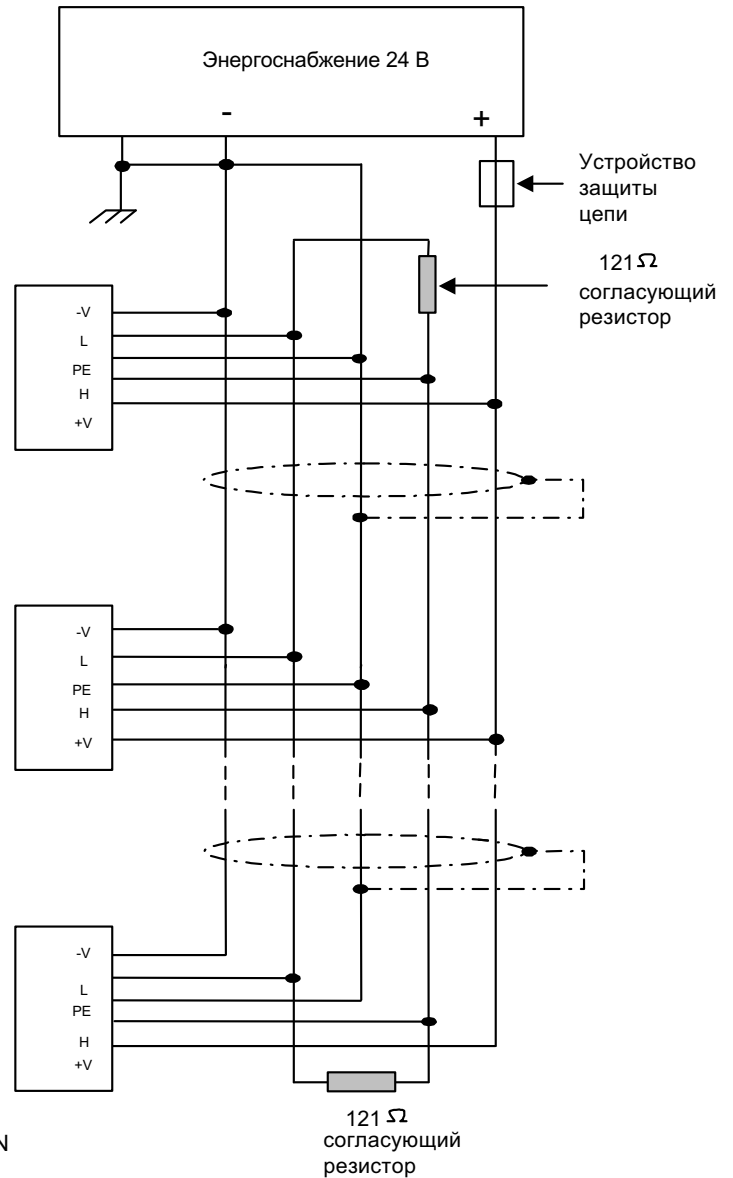 Энергоснабжение 24 В
-
+
Устройство
защиты
цепи
121 Ω
согласующий
резистор
-V
L
PE
H
+V
-V
L
PE
H
+V
-V
L
PE
H
+V
121 Ω
согласующий
резистор
N